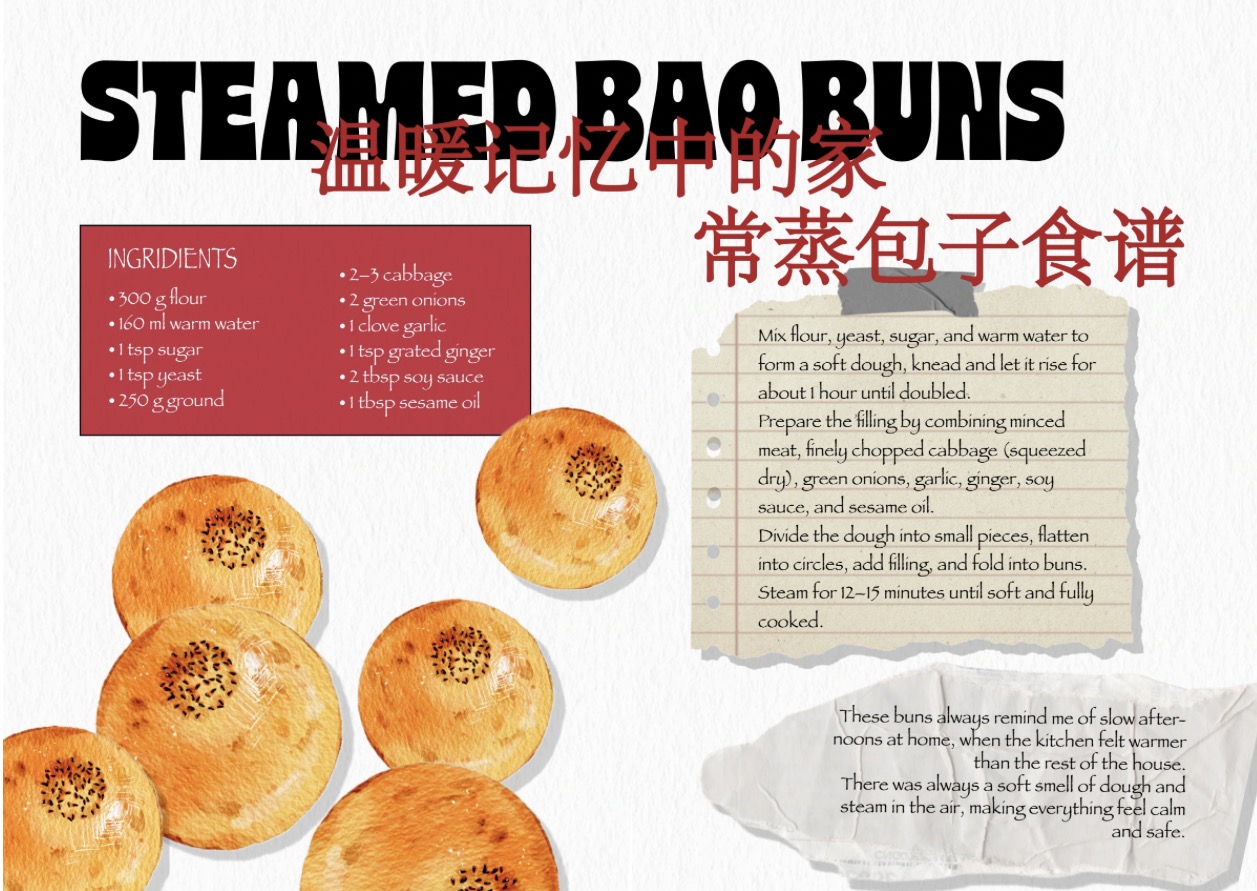 STEAMED BAO BUNS
温暖记忆中的家
常蒸包子食谱
INGRIDIENTS
• 300 g flour
• 160 ml warm water
• 1 tsp sugar
• 1 tsp yeast
• 250 g ground
• 2–3 cabbage
• 2 green onions
• 1 clove garlic
• 1 tsp grated ginger
• 2 tbsp soy sauce
• 1 tbsp sesame oil
Mix flour, yeast, sugar, and warm water to
form a soft dough, knead and let it rise for
about 1 hour until doubled.
Prepare the filling by combining minced
meat, finely chopped cabbage (squeezed
dry), green onions, garlic, ginger, soy
sauce, and sesame oil.
Divide the dough into small pieces, flatten
into circles, add filling, and fold into buns.
Steam for 12–15 minutes until soft and fully
cooked.
These buns always remind me of slow after-
noons at home, when the kitchen felt warmer
than the rest of the house.
There was always a soft smell of dough and
steam in the air, making everything feel calm
and safe.